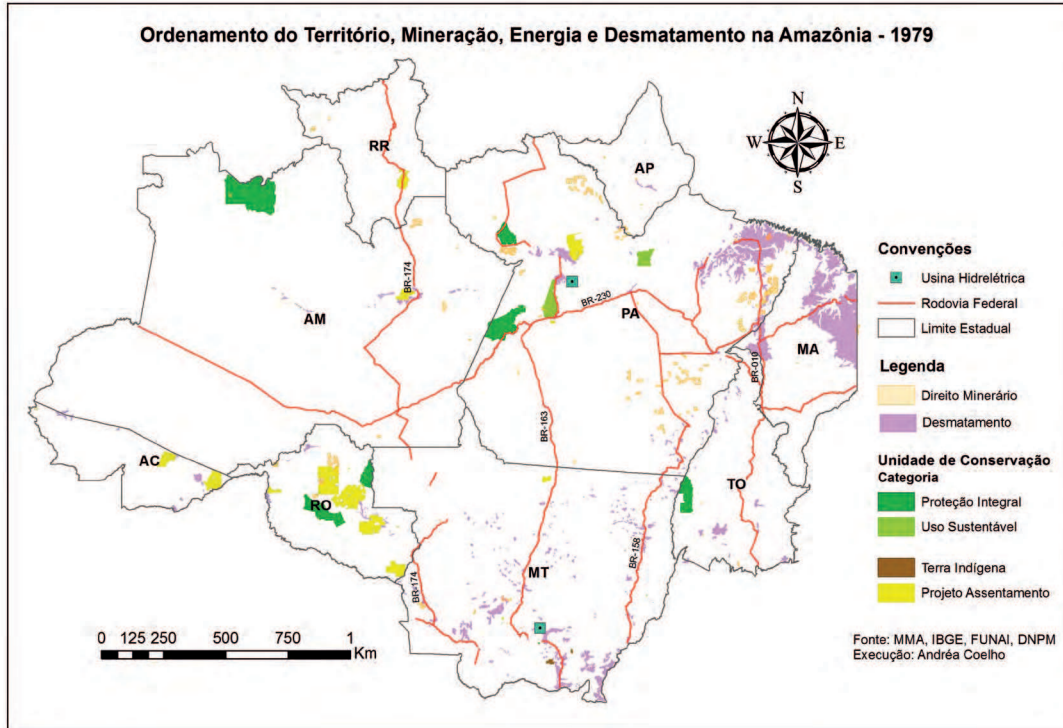 Ordenamento do Território, Mineração, Energia e Desmatamento na Amazônia - 1979
N
W
E
S
RR
AP
BR-174
AM
BR-230
PA
MA
BR-010
BR-163
AC
RO
TO
BR-158
MT
BR-174
Convenções
Usina Hidrelétrica
Rodovia Federal
Limite Estadual
Legenda
Direito Minerário
Desmatamento
Unidade de Conservação
Categoria
Proteção Integral
Uso Sustentável
Terra Indígena
Projeto Assentamento
0 125 250 500 750 1
Km
Fonte: MMA, IBGE, FUNAI, DNPM
Execução: Andréa Coelho